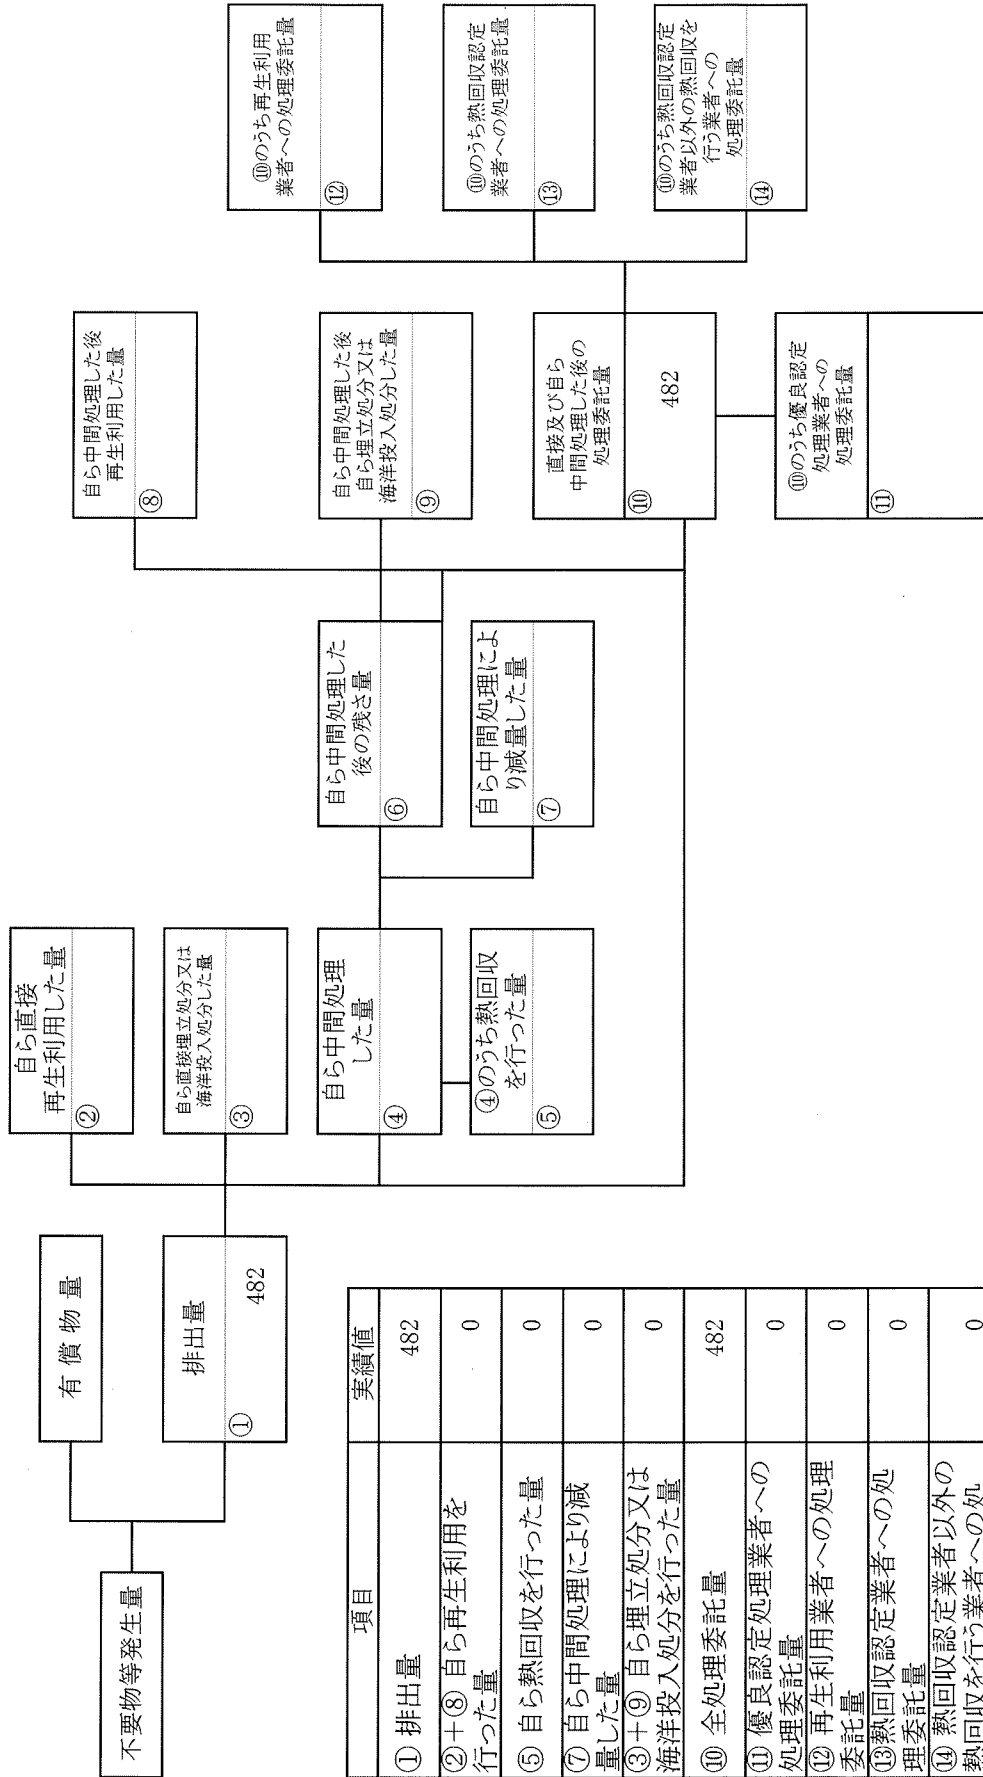 不要物等発生量
有償物量
排出量
①
482
自ら直接
再生利用した量
②
自ら直接埋立処分又は
海洋投入処分した量
③
自ら中間処理
した量
④
④のうち熱回収
を行った量
⑤
自ら中間処理した
後の残さ量
⑥
自ら中間処理によ
り減量した量
⑦
自ら中間処理した後
再生利用した量
⑧
自ら中間処理した後
自ら埋立処分又は
海洋投入処分した量
⑨
直接及び自ら
中間処理した後の
処理委託量
⑩
482
⑩のうち優良認定
処理業者への
処理委託量
⑪
⑩のうち再生利用
業者への処理委託量
⑫
⑩のうち熱回収認定
業者への処理委託量
⑬
⑩のうち熱回収認定
業者以外の熱回収を
行う業者への
処理委託量
⑭
項目 実績値
①排出量 482
②+⑧ 自ら再生利用を
行った量 0
⑤ 自ら熱回収を行った量 0
⑦ 自ら中間処理により減
量した量 0
③+⑨ 自ら埋立処分又は
海洋投入処分を行った量 0
⑩ 全処理委託量 482
⑪ 優良認定処理業者への
処理委託量 0
⑫ 再生利用業者への処理
委託量 0
⑬熱回収認定業者への処
理委託量 0
⑭ 熱回収認定業者以外の
熱回収を行う業者への処 0